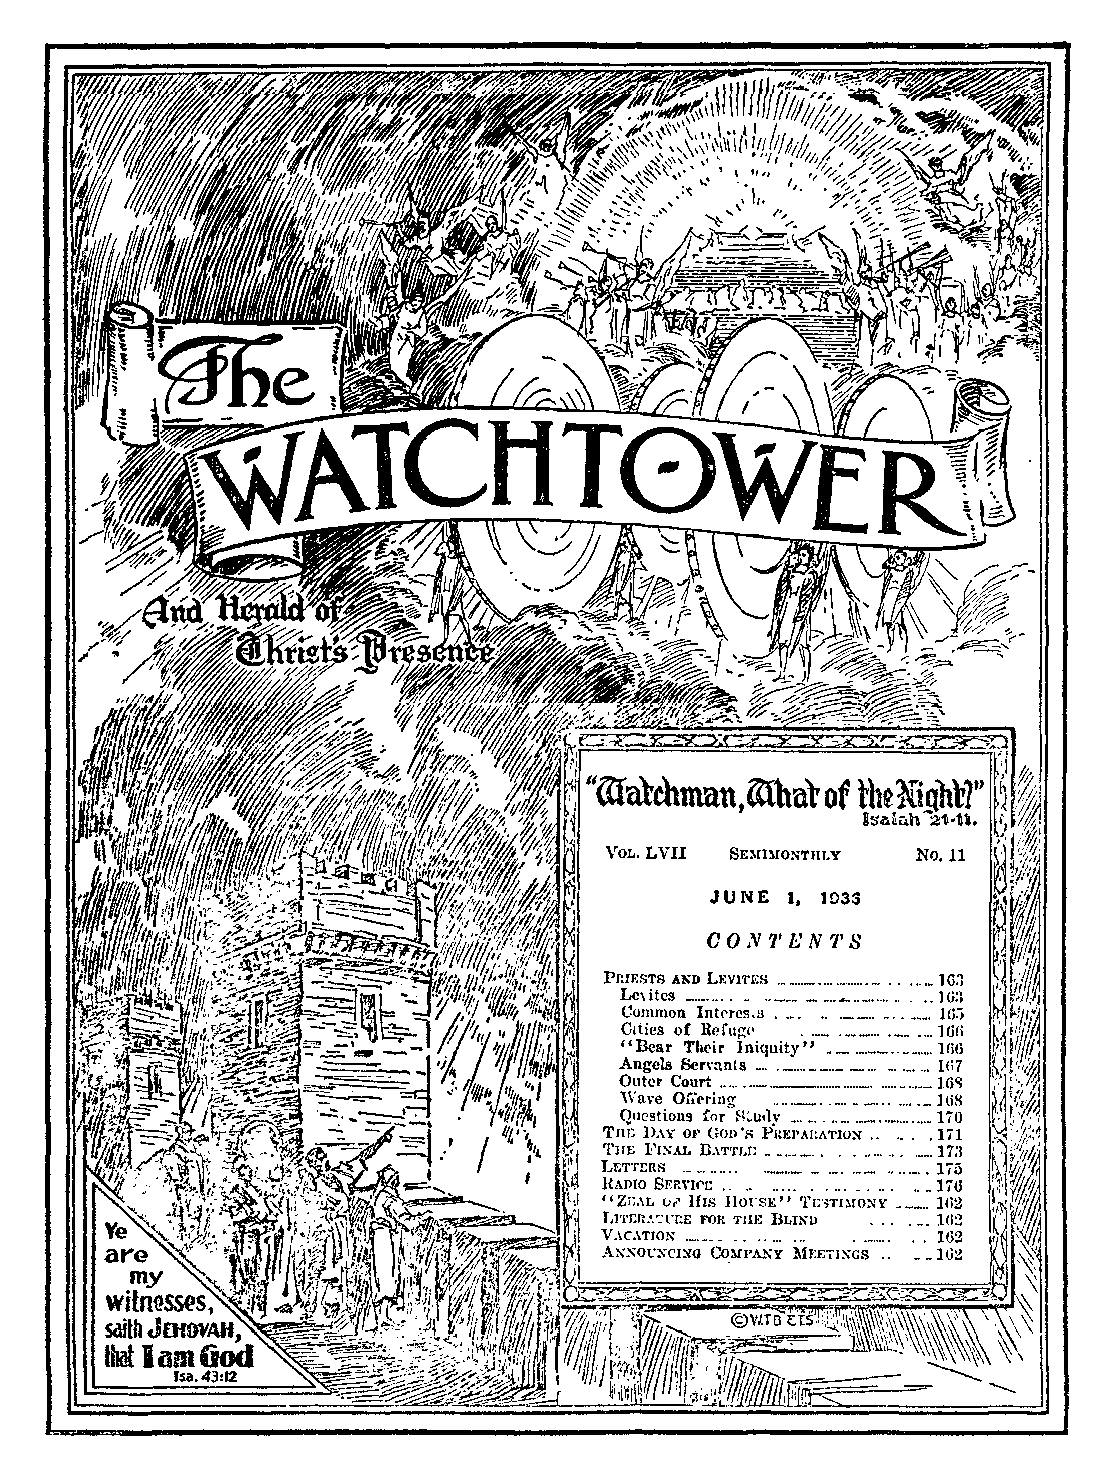 The
WATCHTOWER
And Herald of
Christ's Presence
"Watchman, What of the Night?"
Isaiah 21-11.
VOL. LVII SEMIMONTHLY No. 11
JUNE 1, 1936
CONTENTS
PRIESTS AND LEVITES 163
Levites 163
Common Interests 165
Cities of Refuge 166
"Bear Their Iniquity" 166
Angels Servants 167
Outer Court 168
Wave Offering 168
Questions for Study 170
THE DAY OF GOD'S PREPARATION 171
THE FINAL BATTLE 173
LETTERS 175
RADIO SERVICE 176
"ZEAL OF HIS HOUSE" TESTIMONY 162
LITERATURE FOR THE BLIND 162
VACATION 162
ANNOUNCING COMPANY MEETINGS 162
©W.T.B.&T.S.
Ye
are
my
witnesses,
saith JEHOVAH,
that I am God
Isa. 43:12